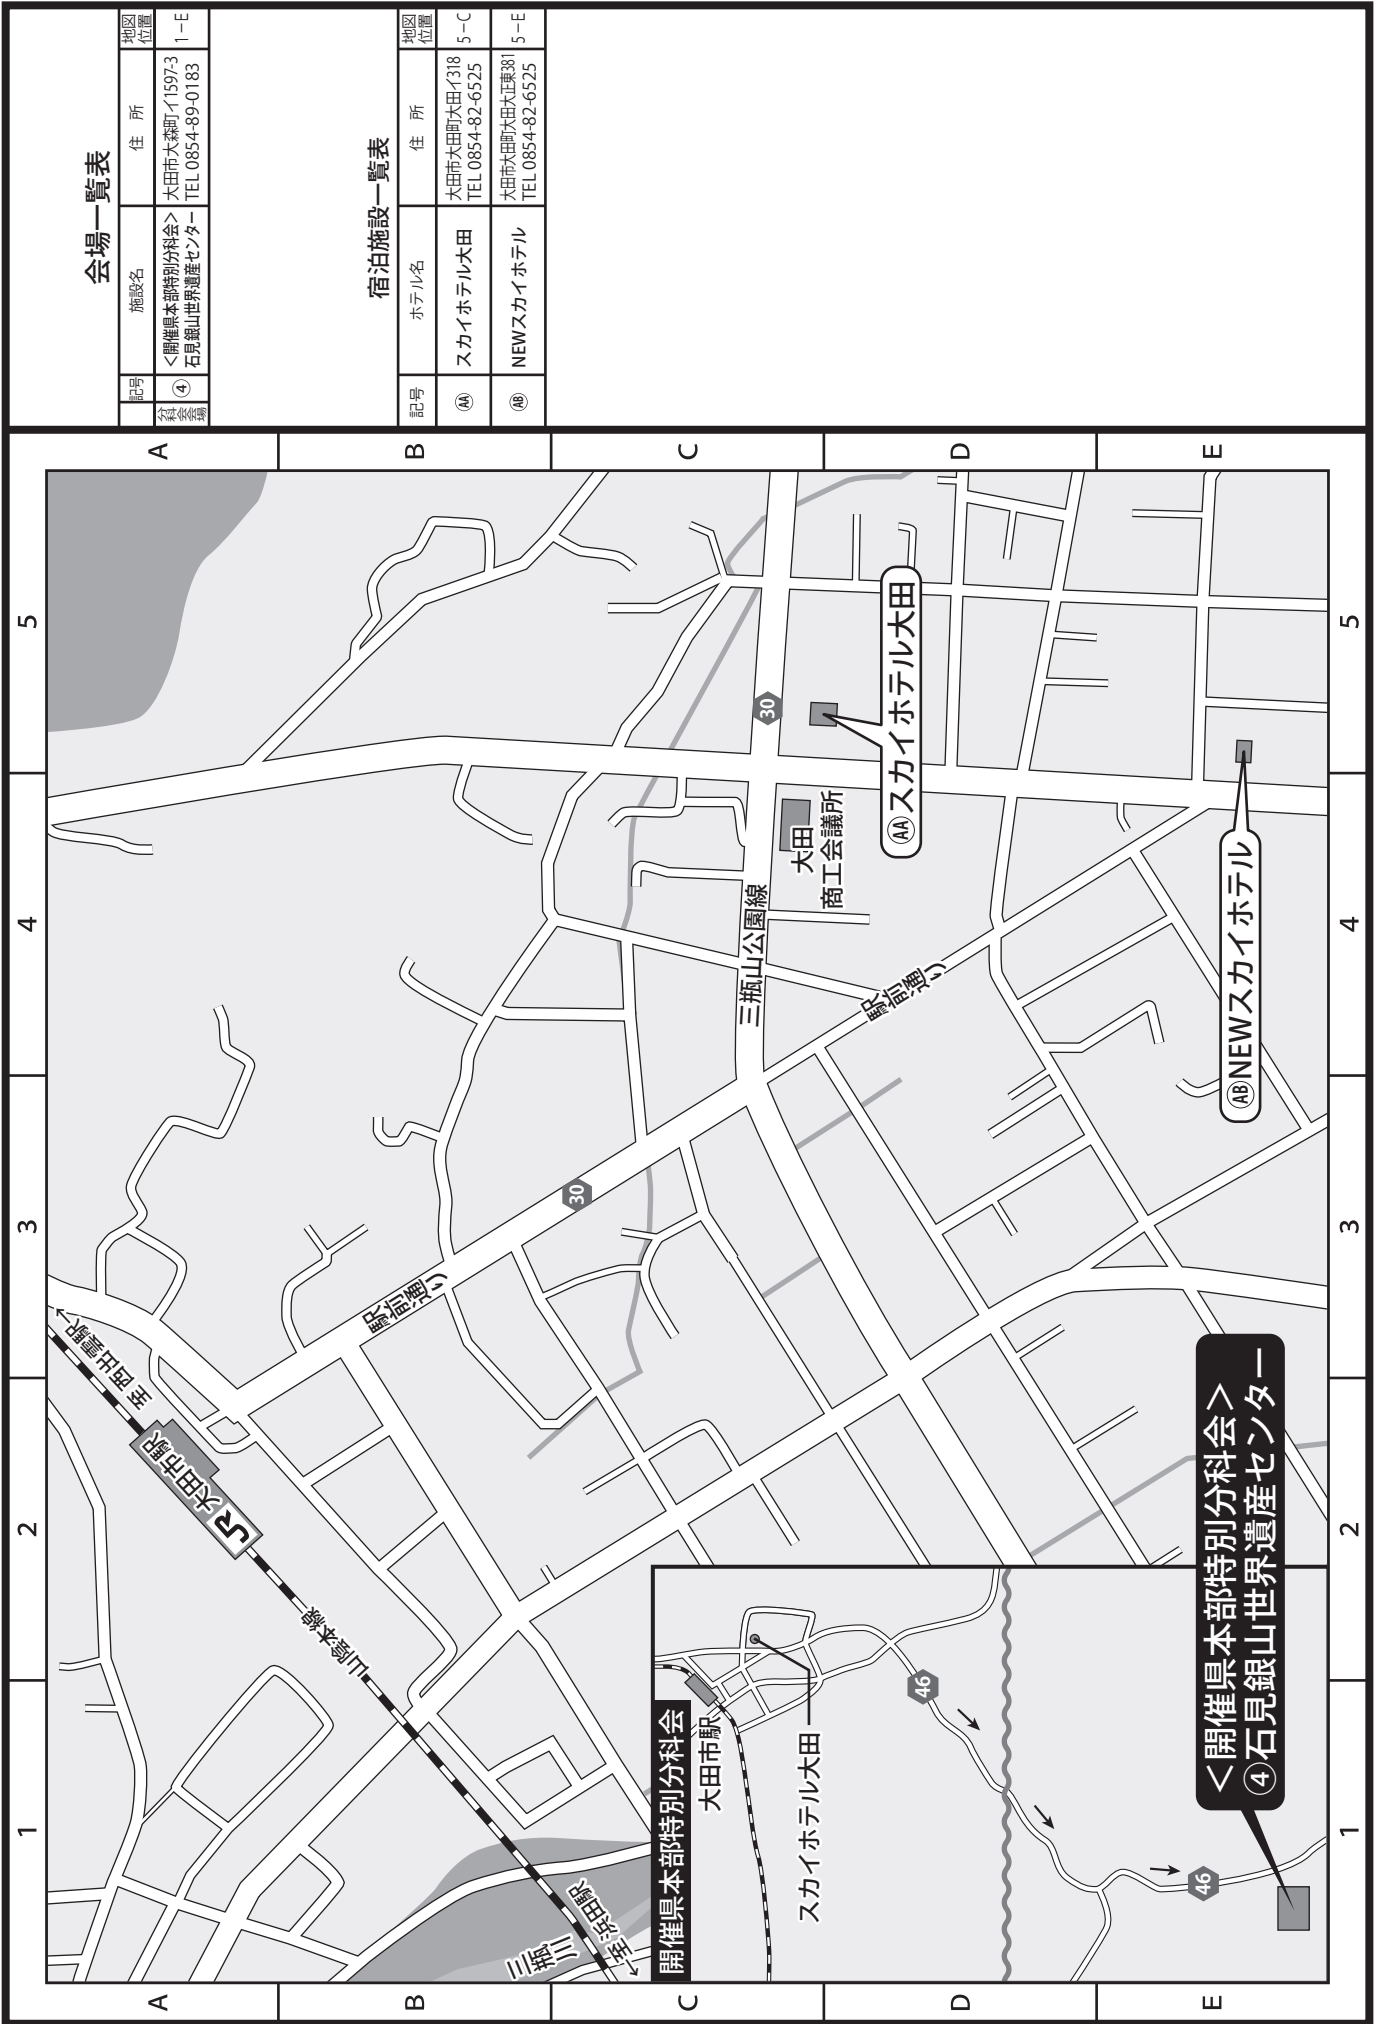 会場一覧表
記号
施設名
住 所
地図
位置
分科会会場
④
＜開催県本部特別分科会＞
石見銀山世界遺産センター
大田市大森町イ1597-3
TEL 0854-89-0183
1－E
宿泊施設一覧表
記号
ホテル名
住 所
地図
位置
AA
スカイホテル大田
大田市大田町大田イ318
TEL 0854-82-6525
5－C
AB
NEWスカイホテル
大田市大田町大田大正東381
TEL 0854-82-6525
5－E
1
2
3
4
5
A
B
C
D
E
A
B
C
D
E
1
2
3
4
5
至西出雲駅→
大田市駅
JR
山陰本線
三瓶川
←至浜田駅
駅前通り
30
駅前通り
三瓶山公園線
30
大田
商工会議所
AA スカイホテル大田
AB NEWスカイホテル
開催県本部特別分科会
大田市駅
スカイホテル大田
46
46
＜開催県本部特別分科会＞
④石見銀山世界遺産センター